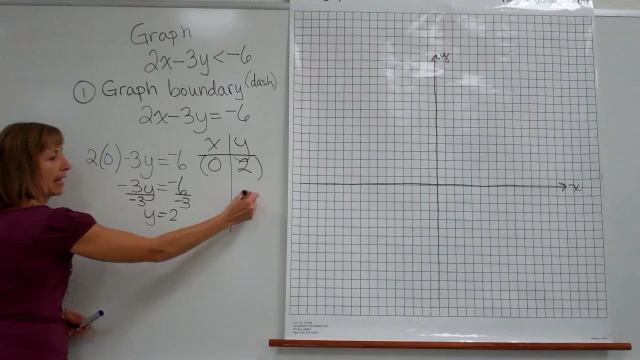 Graph
2x-3y<-6
① Graph boundary (dash)
2x-3y=-6
x y
2(0)-3y=-6
(0 2)
-3y=-6
-3 -3
y=2
y
x